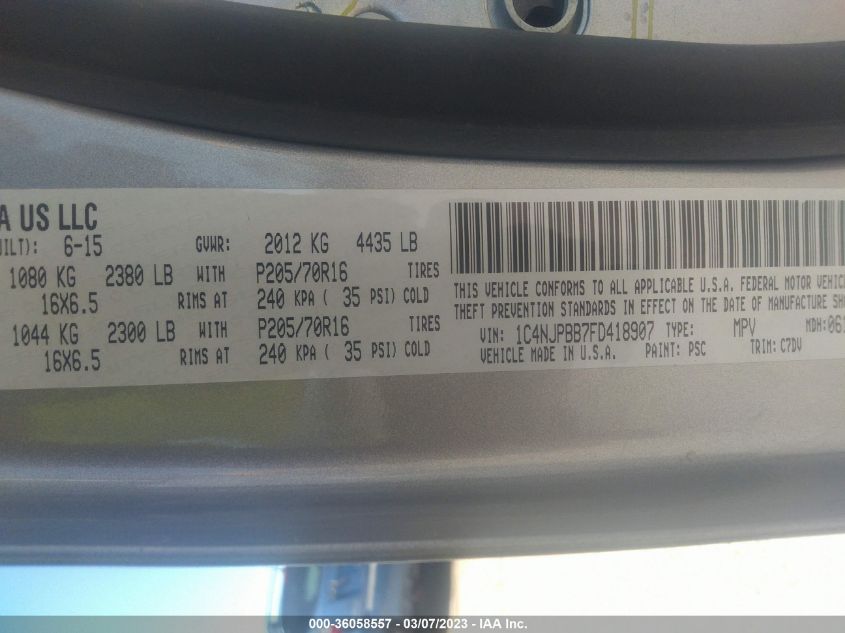 A US LLC
UILT): 6-15 GVWR: 2012 KG 4435 LB
1080 KG 2380 LB WITH P205/70R16 TIRES
16X6.5 RIMS AT 240 KPA ( 35 PSI) COLD
1044 KG 2300 LB WITH P205/70R16 TIRES
16X6.5 RIMS AT 240 KPA ( 35 PSI) COLD
THIS VEHICLE CONFORMS TO ALL APPLICABLE U.S.A. FEDERAL MOTOR VEHIC
THEFT PREVENTION STANDARDS IN EFFECT ON THE DATE OF MANUFACTURE SH
VIN: 1C4NJPBB7FD418907 TYPE: MPV MDH:061
VEHICLE MADE IN U.S.A. PAINT: PSC TRIM: C7DV
000-36058557 - 03/07/2023 - IAA Inc.